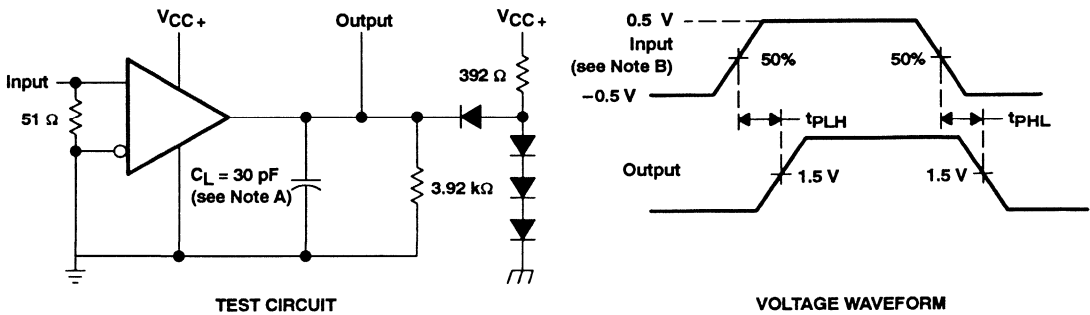 VCC+
Output
VCC+
Input
51 Ω
392 Ω
CL = 30 pF
(see Note A)
3.92 kΩ
TEST CIRCUIT
0.5 V
Input
(see Note B)
50%
50%
−0.5 V
tPLH
tPHL
Output
1.5 V
1.5 V
VOLTAGE WAVEFORM